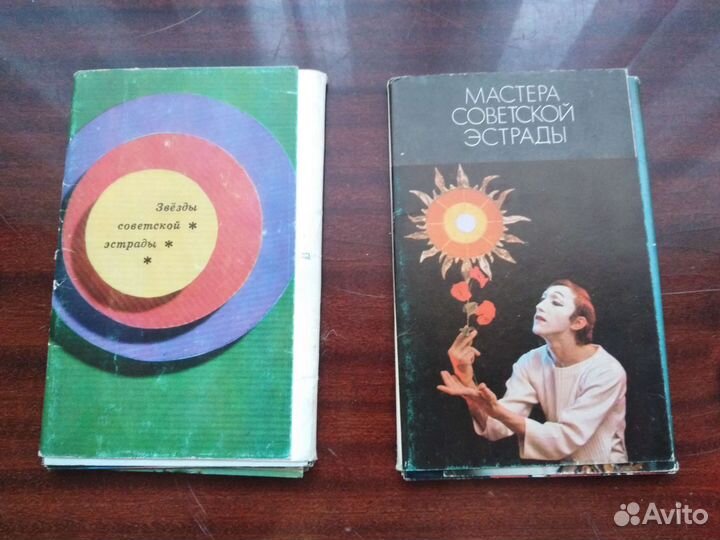 Звёзды
советской *
эстрады *
*
МАСТЕРА
СОВЕТСКОЙ
ЭСТРАДЫ
Avito